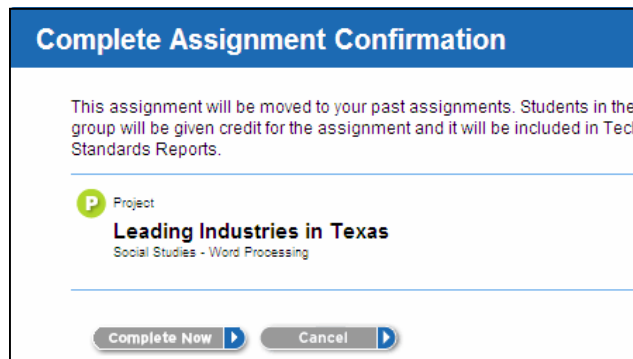 Complete Assignment Confirmation
This assignment will be moved to your past assignments. Students in the
group will be given credit for the assignment and it will be included in
Standards Reports.
P Project
Leading Industries in Texas
Social Studies - Word Processing
Complete Now Cancel